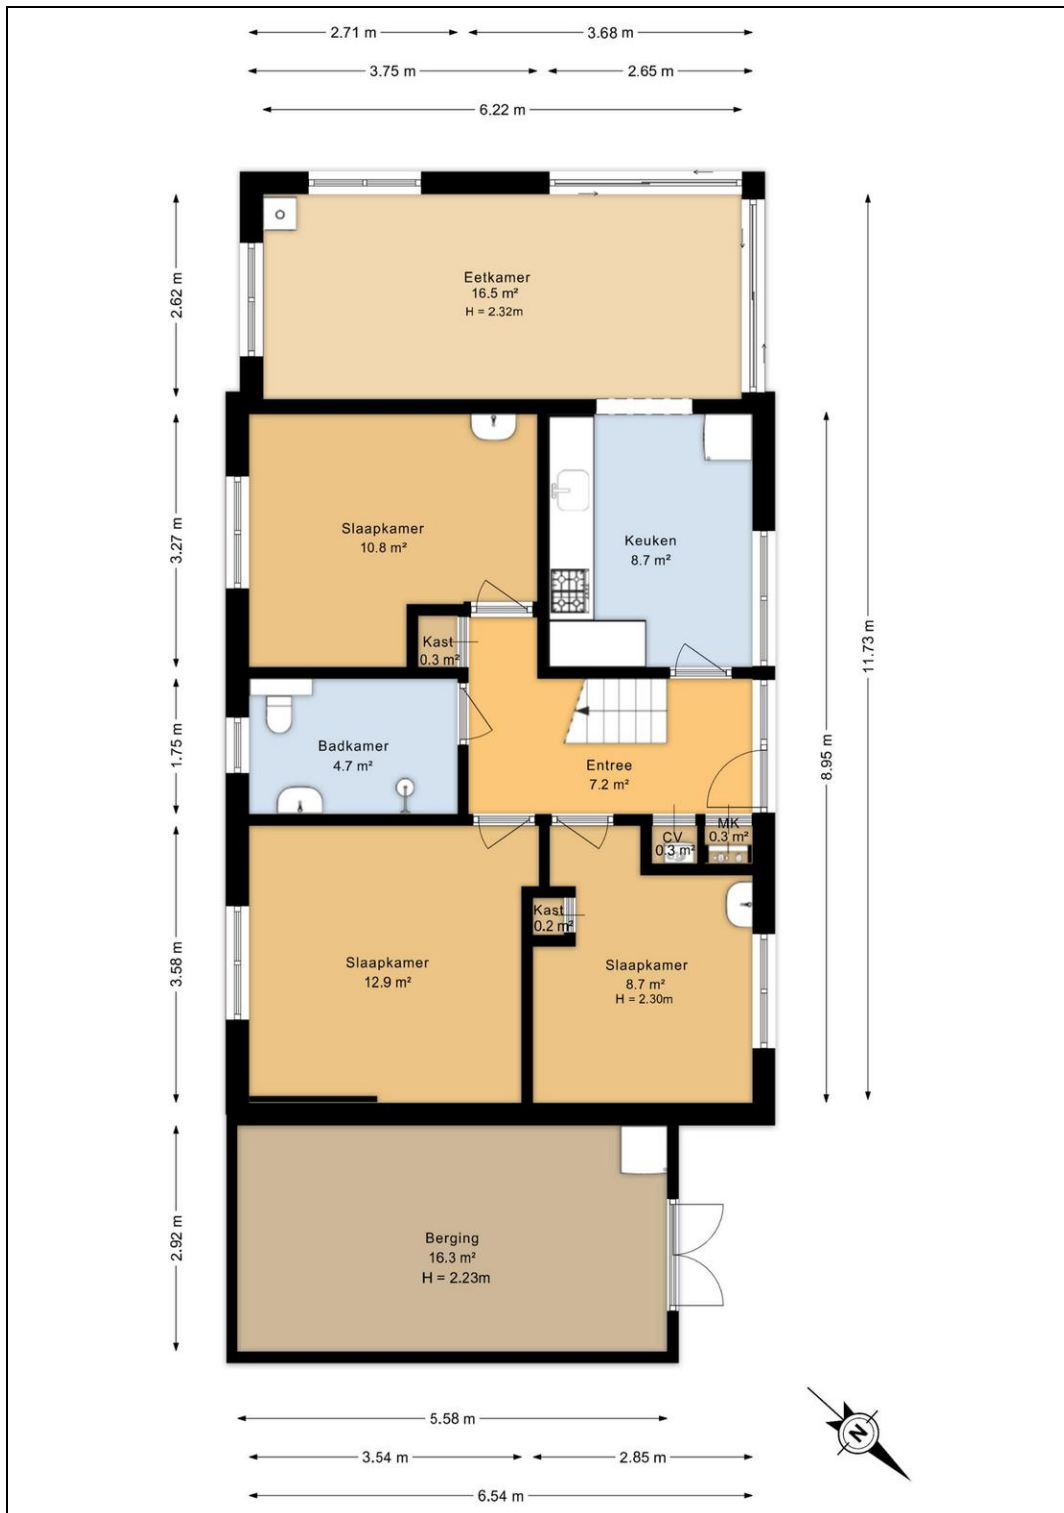 2.71 m
3.68 m
3.75 m
2.65 m
6.22 m
2.62 m
Eetkamer
16.5 m²
H = 2.32m
3.27 m
Slaapkamer
10.8 m²
Keuken
8.7 m²
Kast
0.3 m²
11.73 m
1.75 m
Badkamer
4.7 m²
Entree
7.2 m²
8.95 m
CV
0.3 m²
MK
0.3 m²
3.58 m
Slaapkamer
12.9 m²
Kast
0.2 m²
Slaapkamer
8.7 m²
H = 2.30m
2.92 m
Berging
16.3 m²
H = 2.23m
5.58 m
3.54 m
2.85 m
6.54 m
N